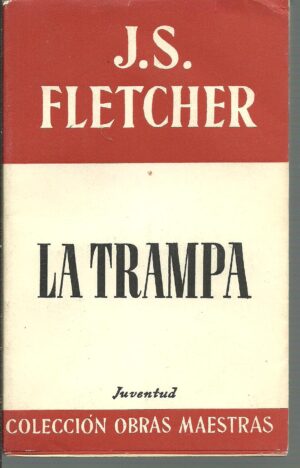 J.S.
FLETCHER
LA TRAMPA
Juventud
COLECCIÓN OBRAS MAESTRAS